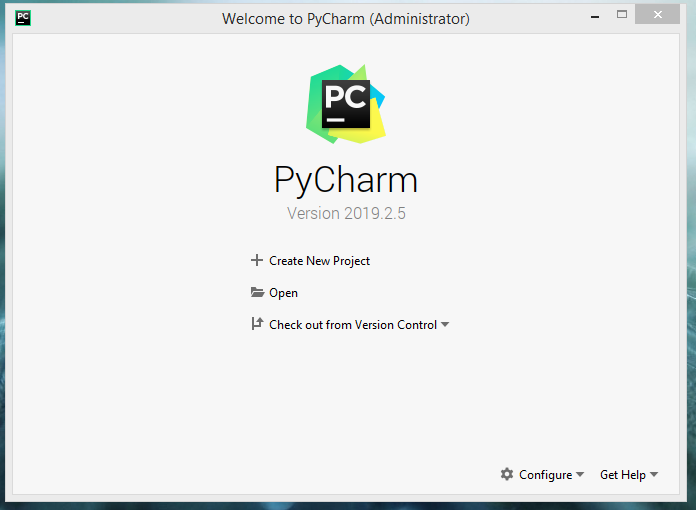 PC
Welcome to PyCharm (Administrator)
PC
PyCharm
Version 2019.2.5
Create New Project
Open
Check out from Version Control
Configure
Get Help